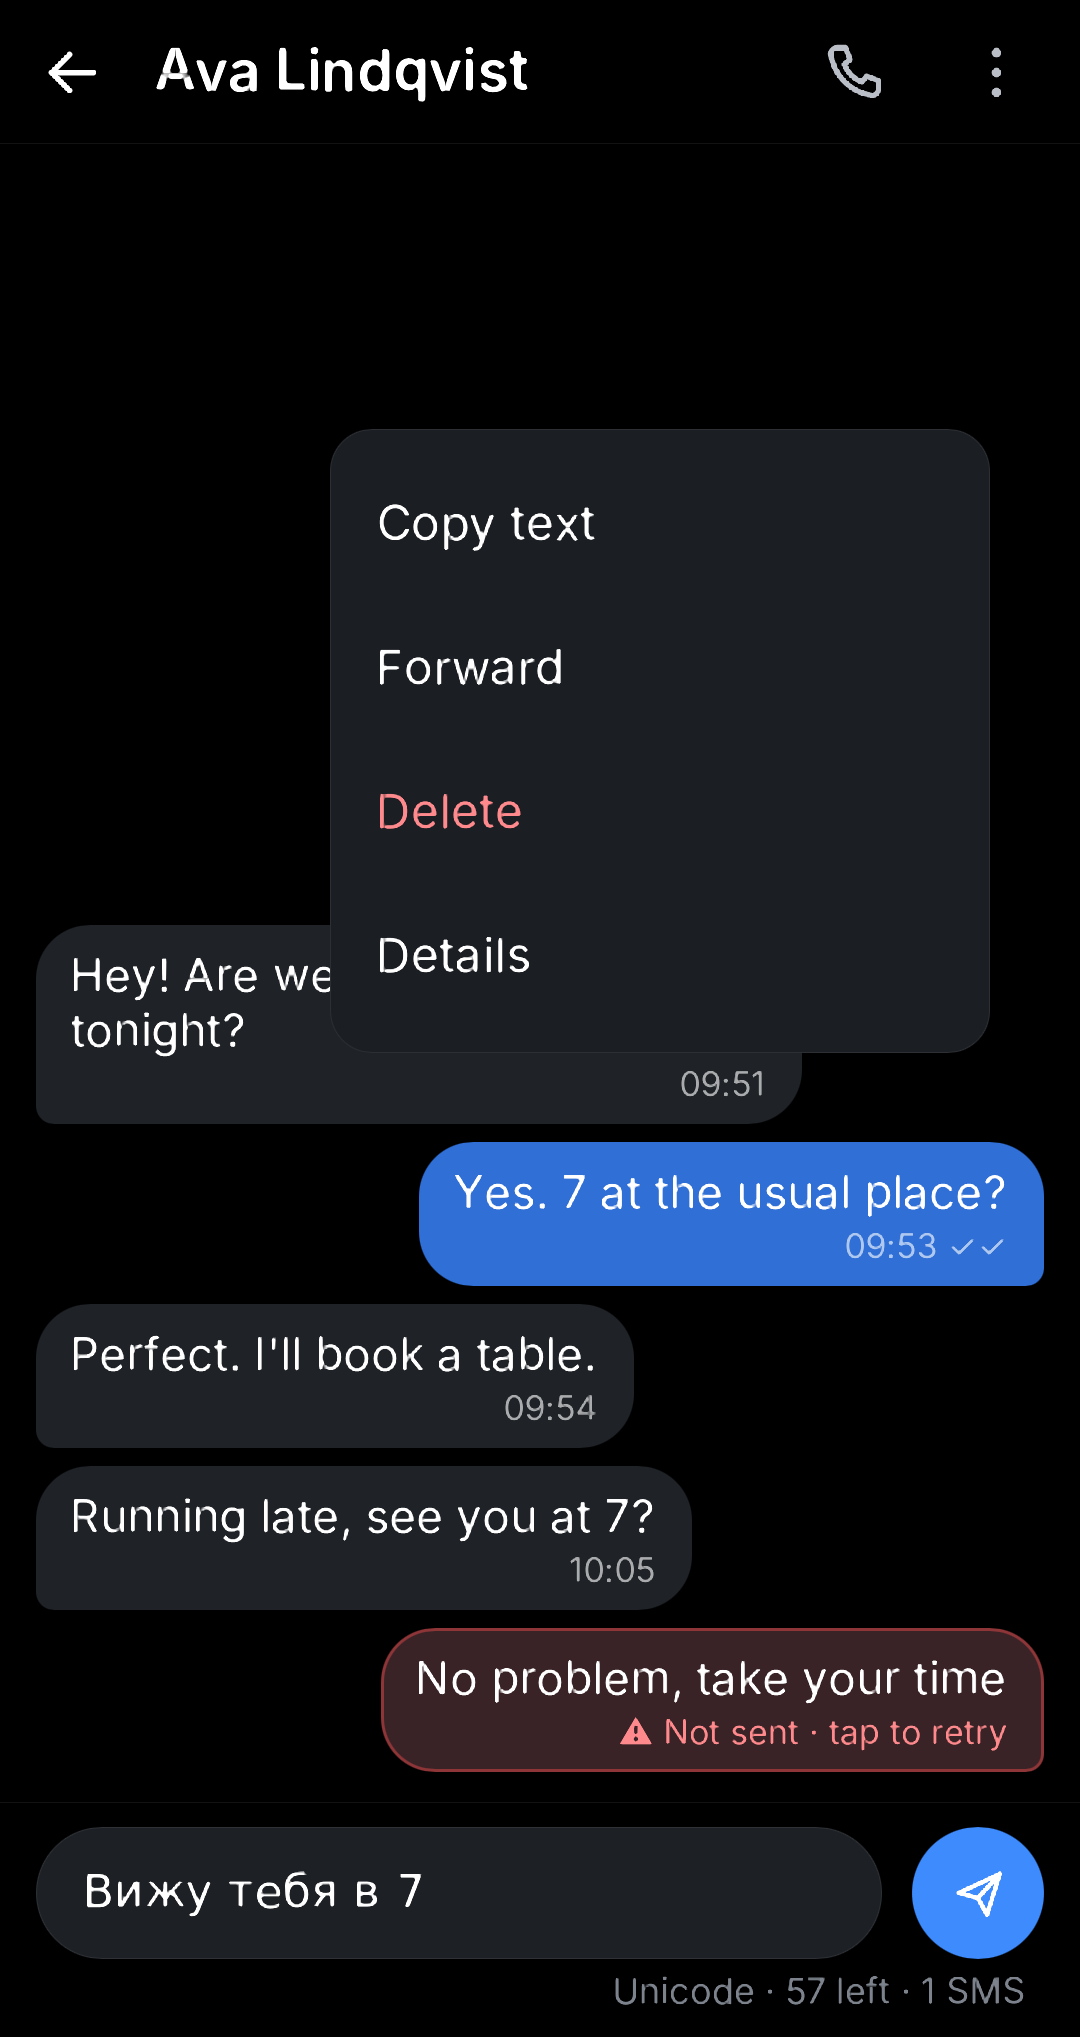 Ava Lindqvist
Copy text
Forward
Delete
Details
Hey! Are we
tonight?
09:51
Yes. 7 at the usual place?
09:53
Perfect. I'll book a table.
09:54
Running late, see you at 7?
10:05
No problem, take your time
Not sent · tap to retry
Вижу тебя в 7
Unicode · 57 left · 1 SMS